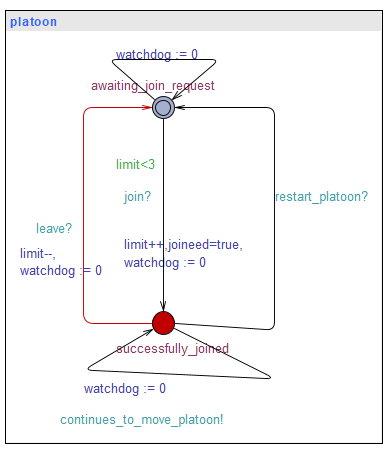 platoon
watchdog := 0
awaiting_join_request
limit<3
join?
restart_platoon?
leave?
limit++,joineed=true,
watchdog := 0
limit--,
watchdog := 0
successfully_joined
watchdog := 0
continues_to_move_platoon!